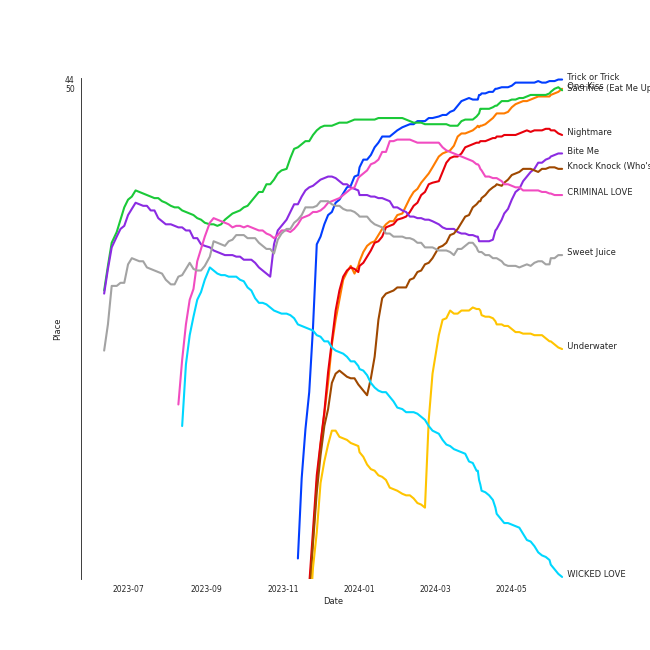 44
50
Trick or Trick
One Kiss
Sacrifice (Eat Me Up
Nightmare
Bite Me
Knock Knock (Who's
CRIMINAL LOVE
Sweet Juice
Place
Underwater
WICKED LOVE
2023-07 2023-09 2023-11 2024-01 2024-03 2024-05
Date